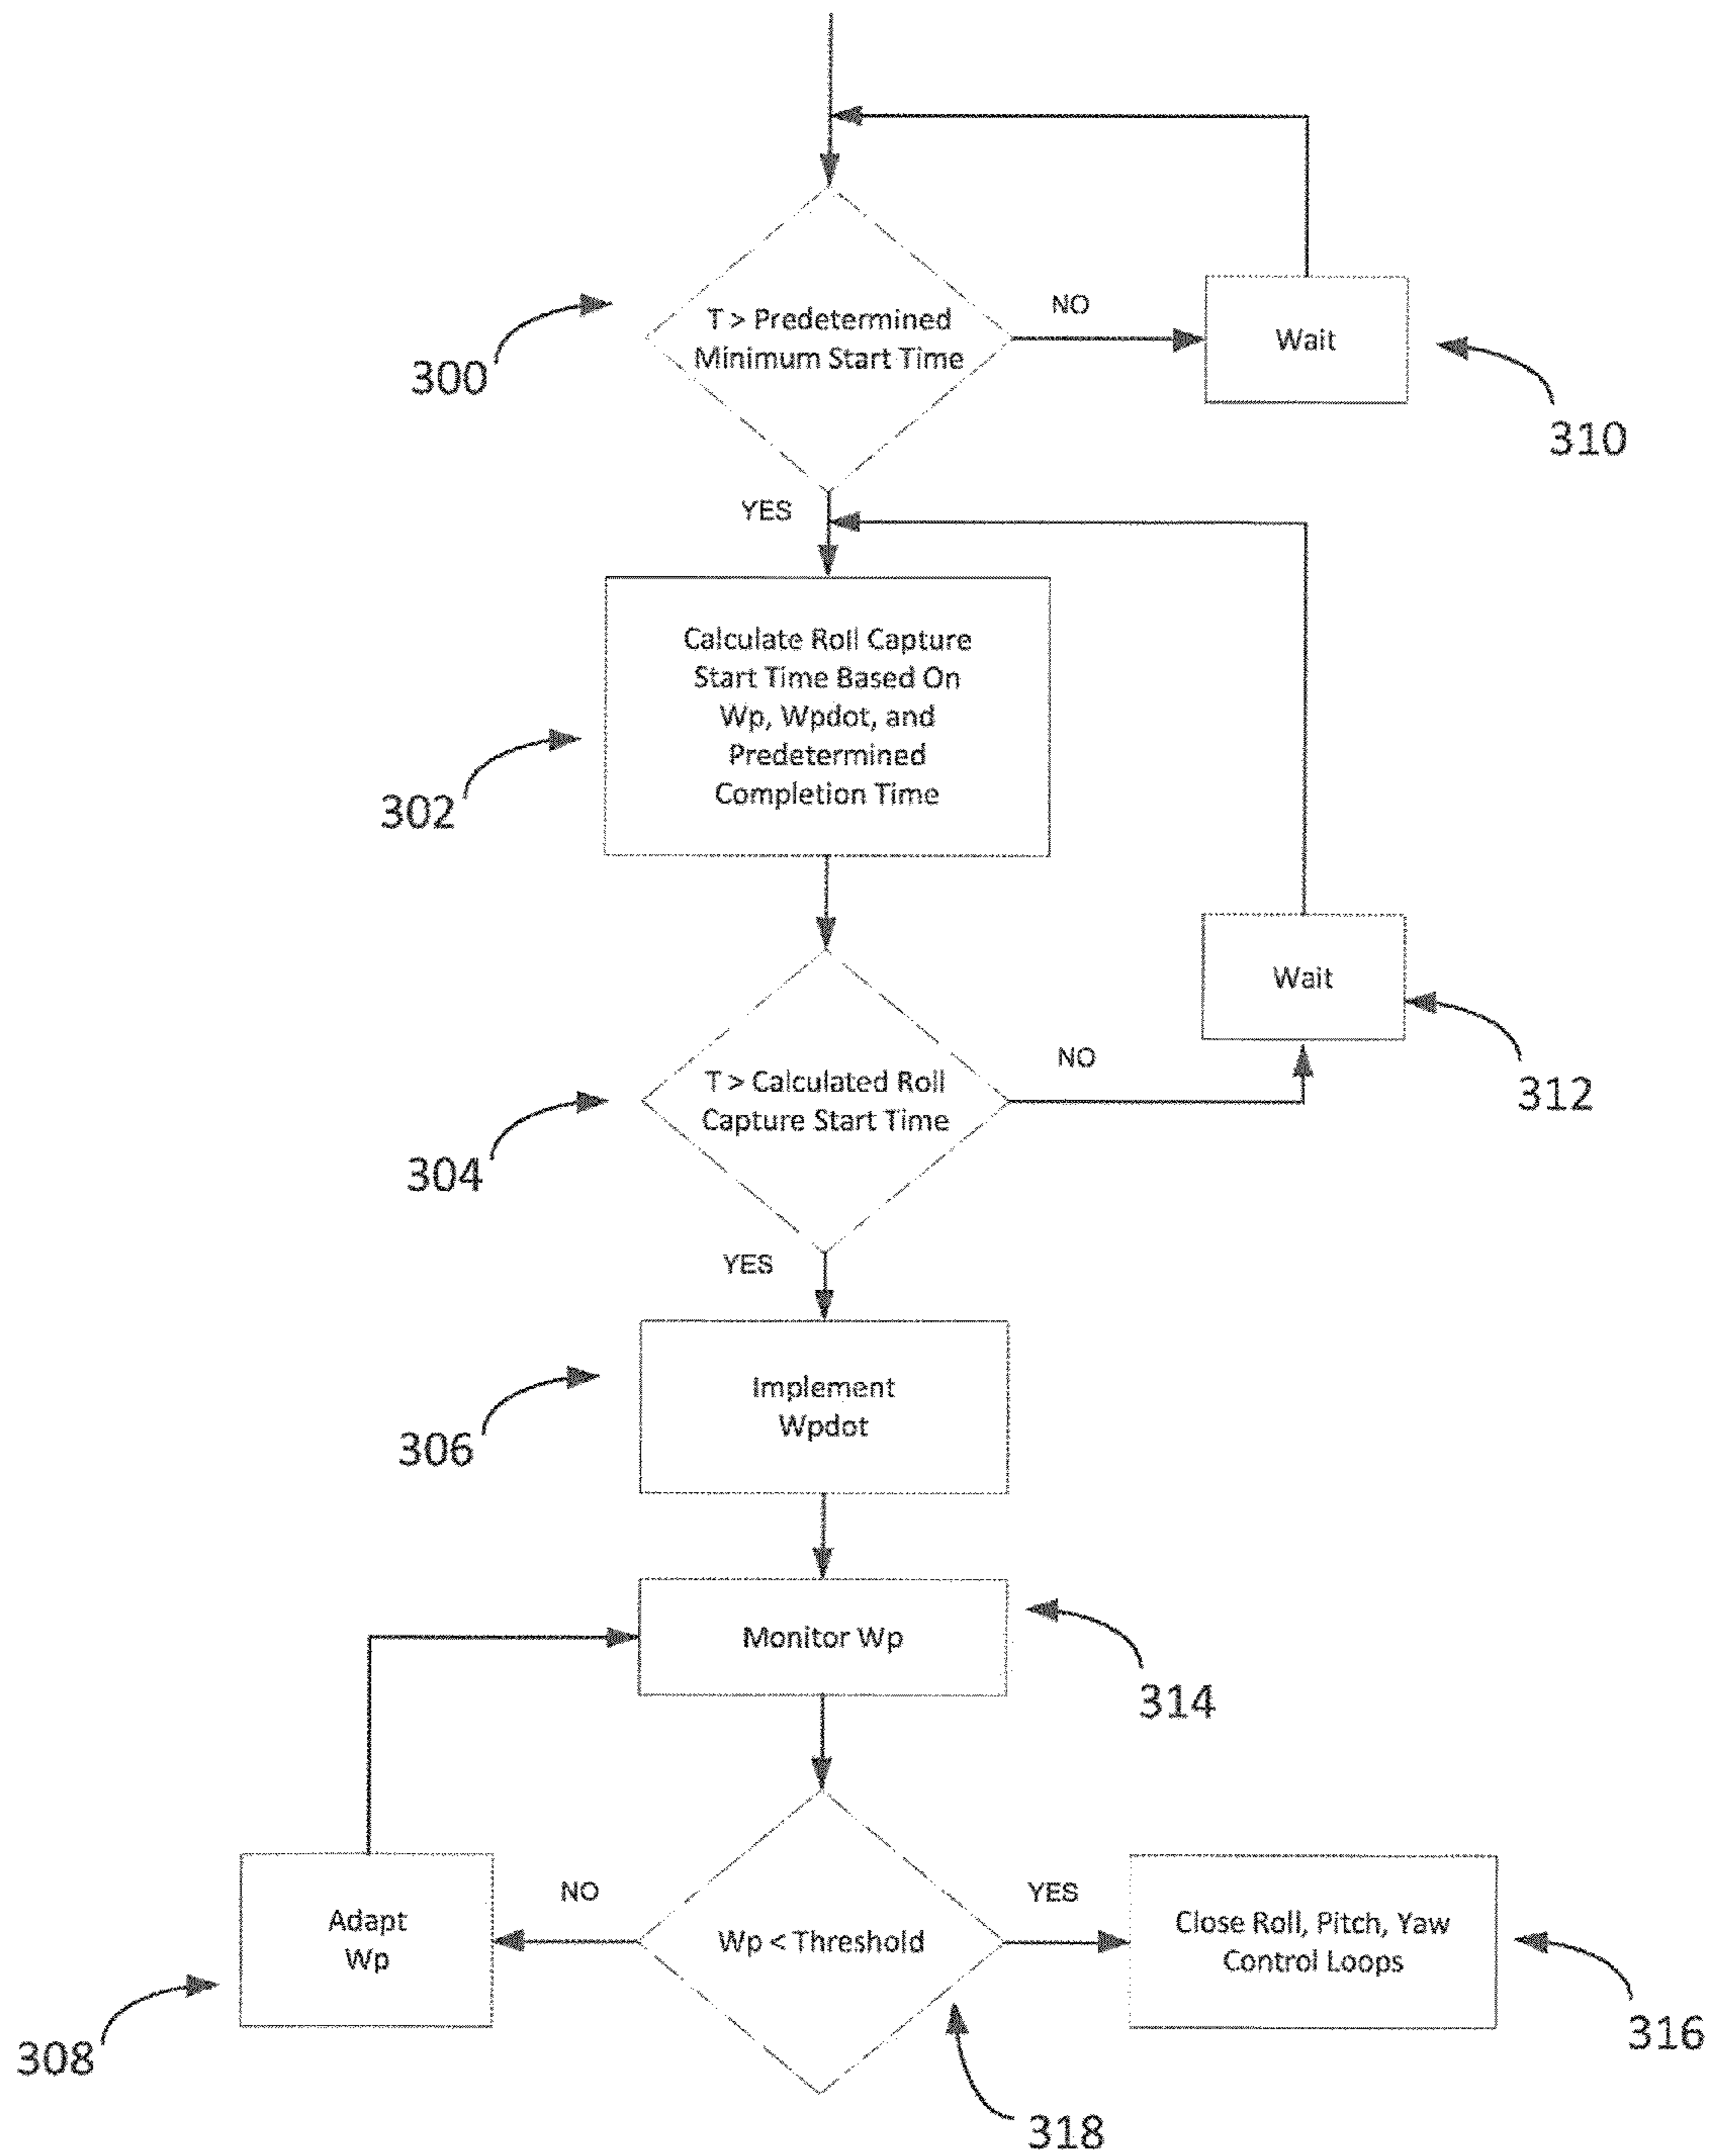 T > Predetermined
Minimum Start Time
NO
Wait
300
310
YES
Calculate Roll Capture
Start Time Based On
Wp, Wpdot, and
Predetermined
Completion Time
302
Wait
NO
T > Calculated Roll
Capture Start Time
312
304
YES
Implement
Wpdot
306
Monitor Wp
314
NO
YES
Adapt
Wp
Wp < Threshold
Close Roll, Pitch, Yaw
Control Loops
308
316
318